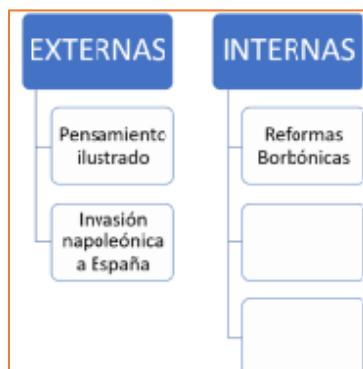 EXTERNAS
Pensamiento
ilustrado
Invasión
napoleónica
a España
INTERNAS
Reformas
Borbónicas